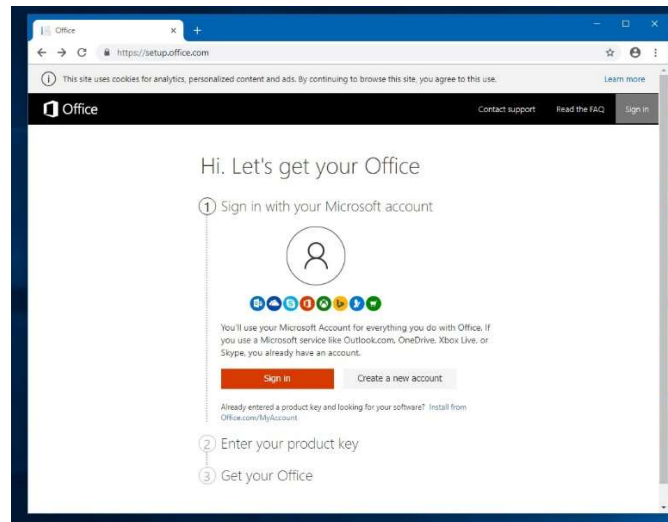 Office
https://setup.office.com
This site uses cookies for analytics, personalized content and ads. By continuing to browse this site, you agree to this use.
Learn more
Office
Contact support
Read the FAQ
Sign in
Hi. Let's get your Office
1 Sign in with your Microsoft account
You'll use your Microsoft Account for everything you do with Office. If
you use a Microsoft service like Outlook.com, OneDrive, Xbox Live, or
Skype, you already have an account.
Sign in
Create a new account
Already entered a product key and looking for your software? Install from
Office.com/MyAccount
2 Enter your product key
3 Get your Office